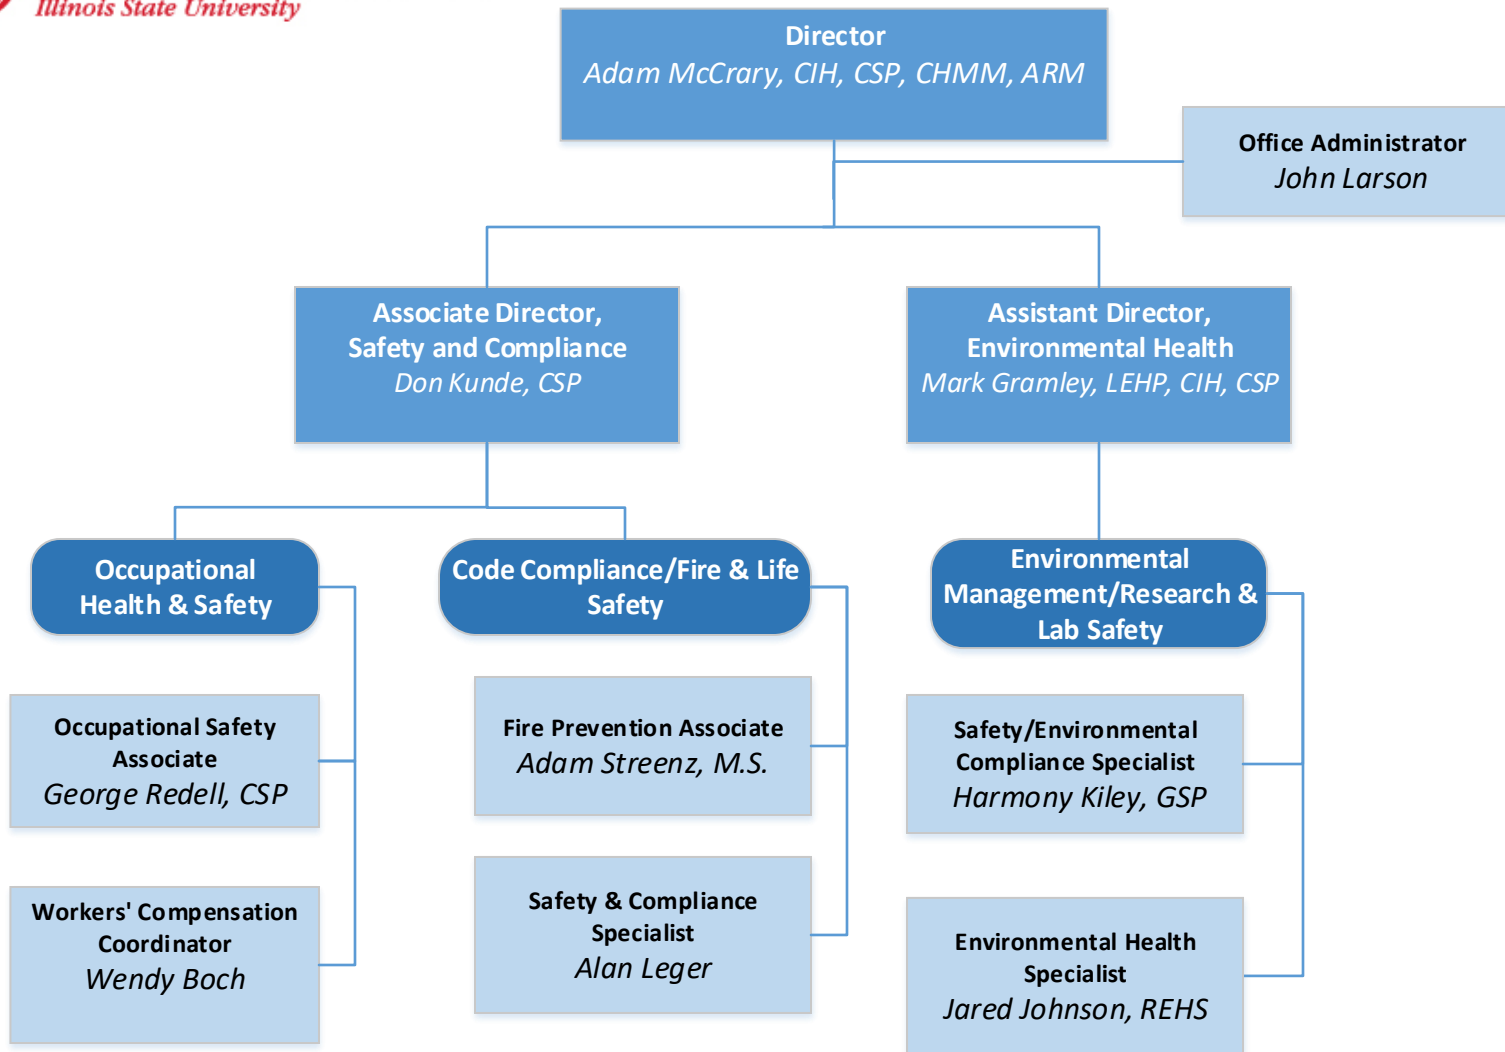 Illinois State University
Director
Adam McCrary, CIH, CSP, CHMM, ARM
Office Administrator
John Larson
Associate Director,
Safety and Compliance
Don Kunde, CSP
Assistant Director,
Environmental Health
Mark Gramley, LEHP, CIH, CSP
Occupational
Health & Safety
Code Compliance/Fire & Life
Safety
Environmental
Management/Research &
Lab Safety
Occupational Safety
Associate
George Redell, CSP
Fire Prevention Associate
Adam Streenz, M.S.
Safety/Environmental
Compliance Specialist
Harmony Kiley, GSP
Workers' Compensation
Coordinator
Wendy Boch
Safety & Compliance
Specialist
Alan Leger
Environmental Health
Specialist
Jared Johnson, REHS